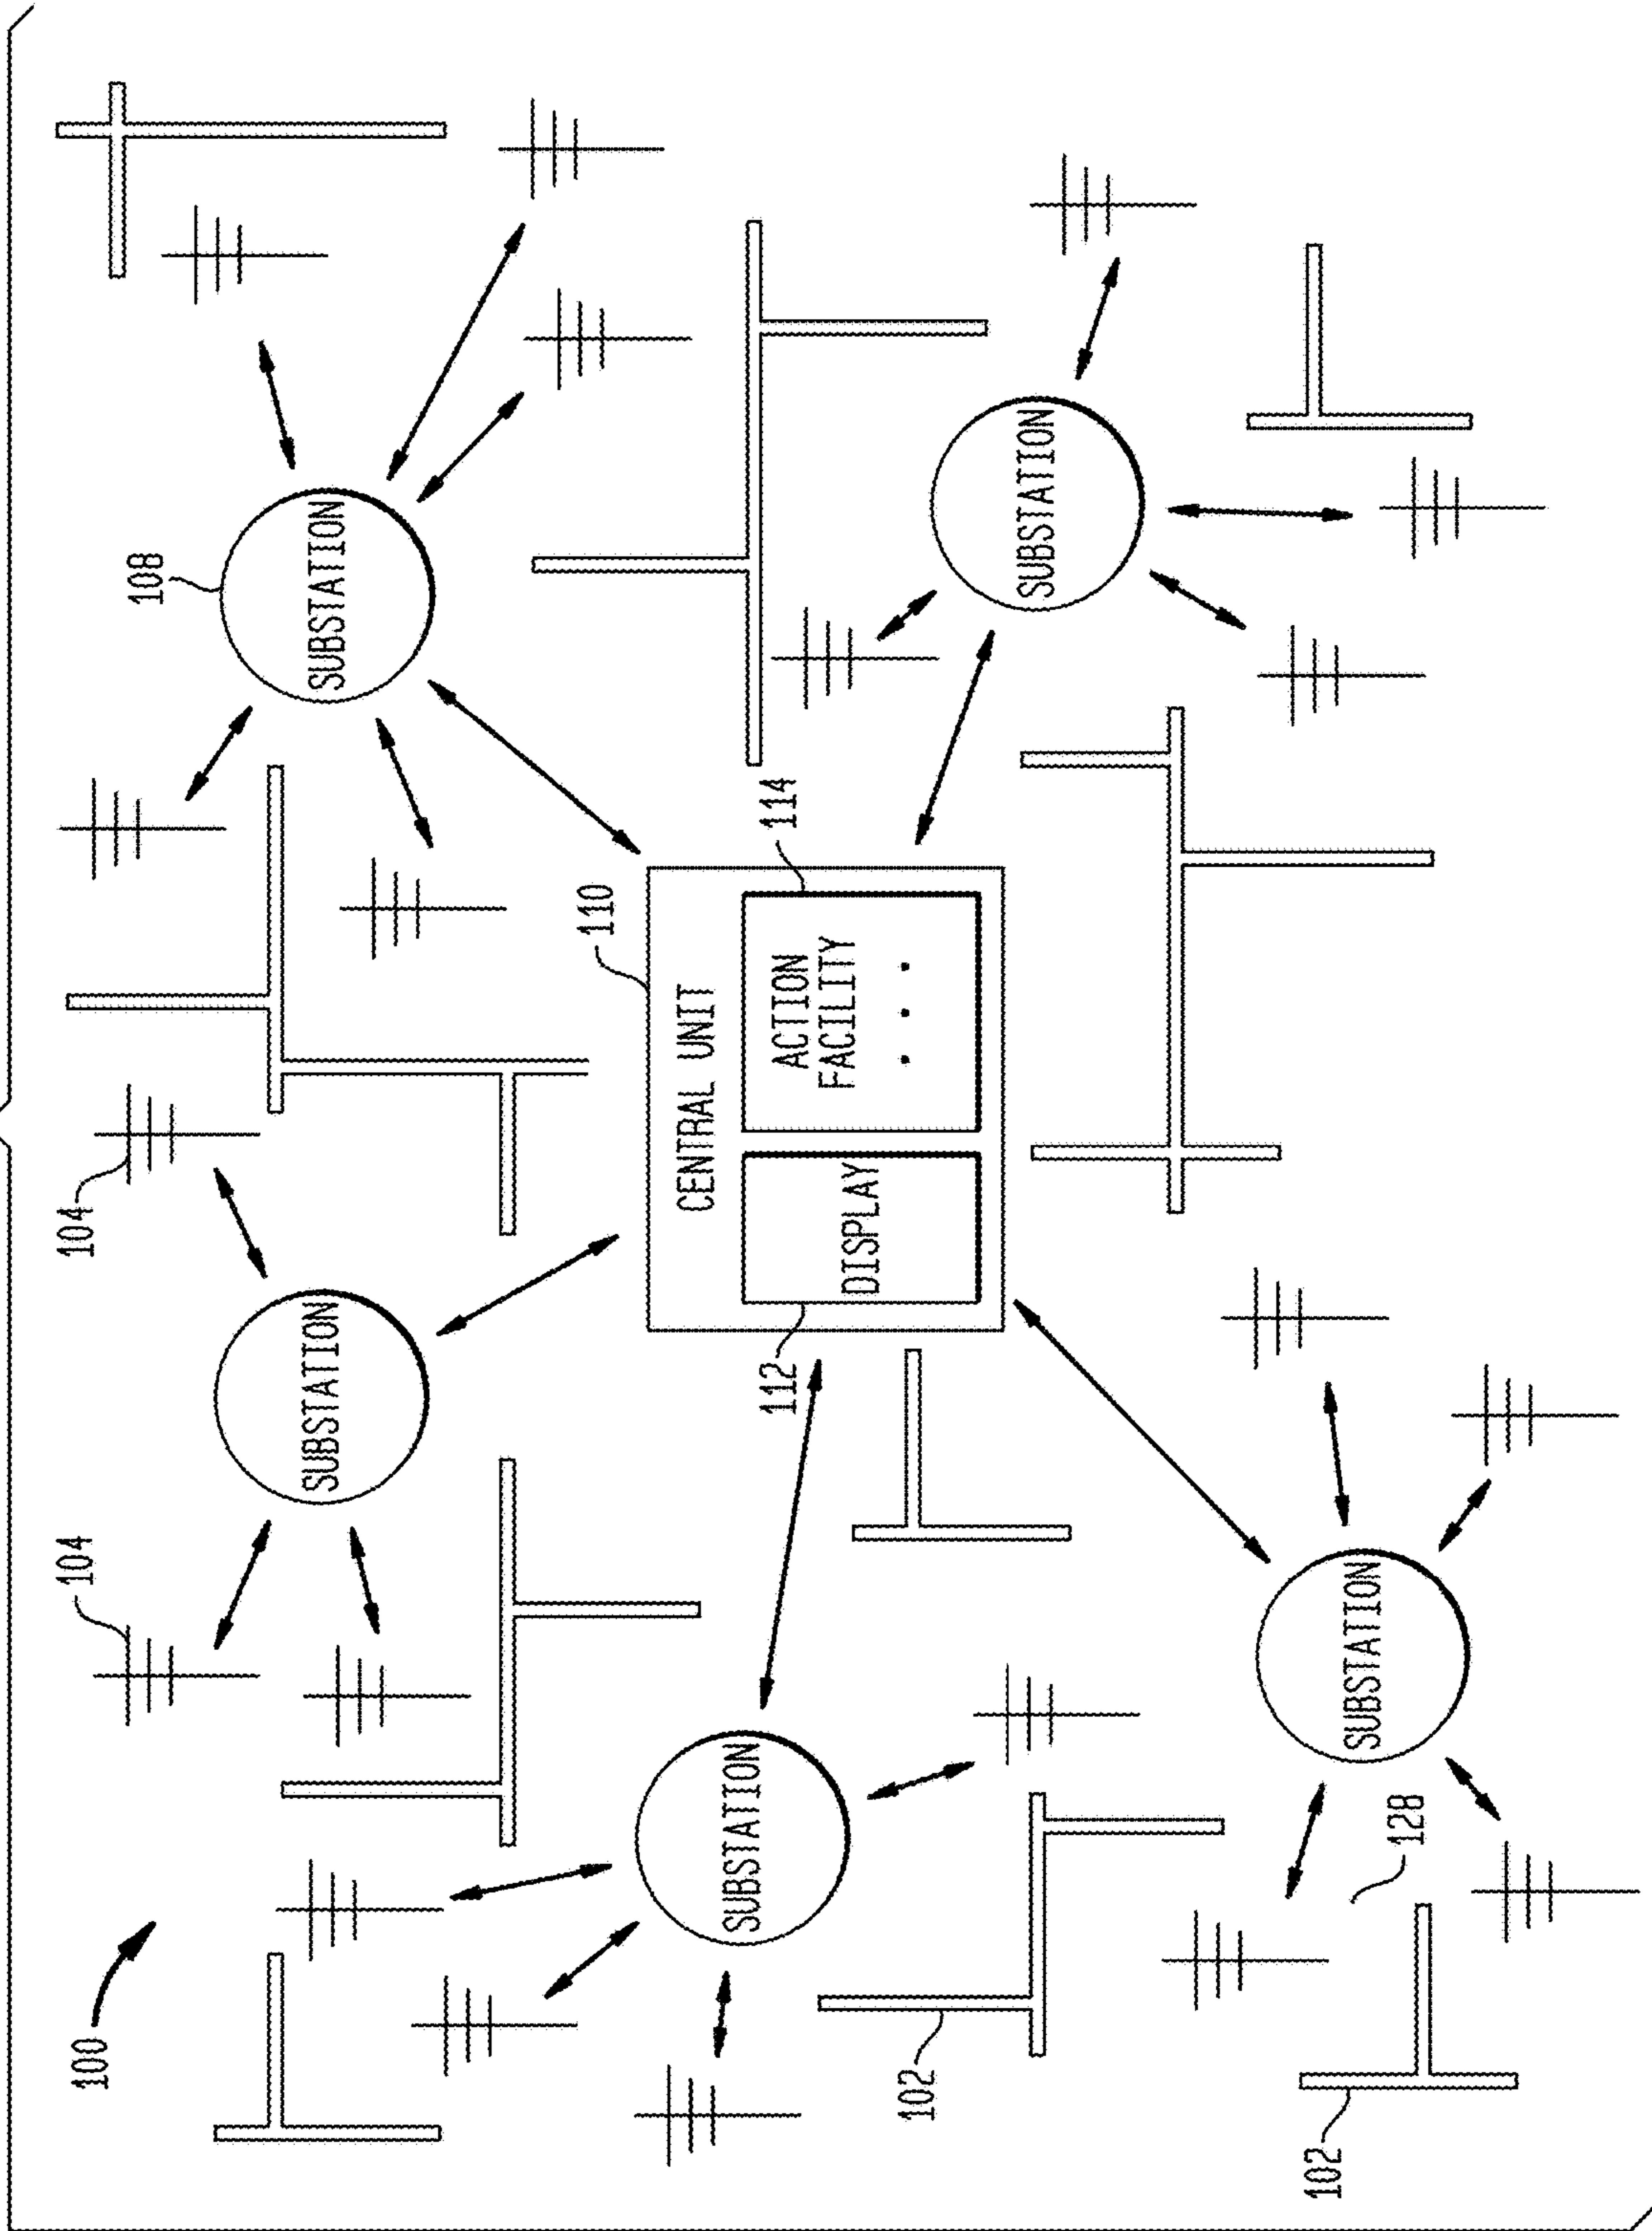 100
104
104
108
SUBSTATION
SUBSTATION
110
CENTRAL UNIT
SUBSTATION
112
114
ACTION
FACILITY
. . .
DISPLAY
102
SUBSTATION
102
SUBSTATION
128